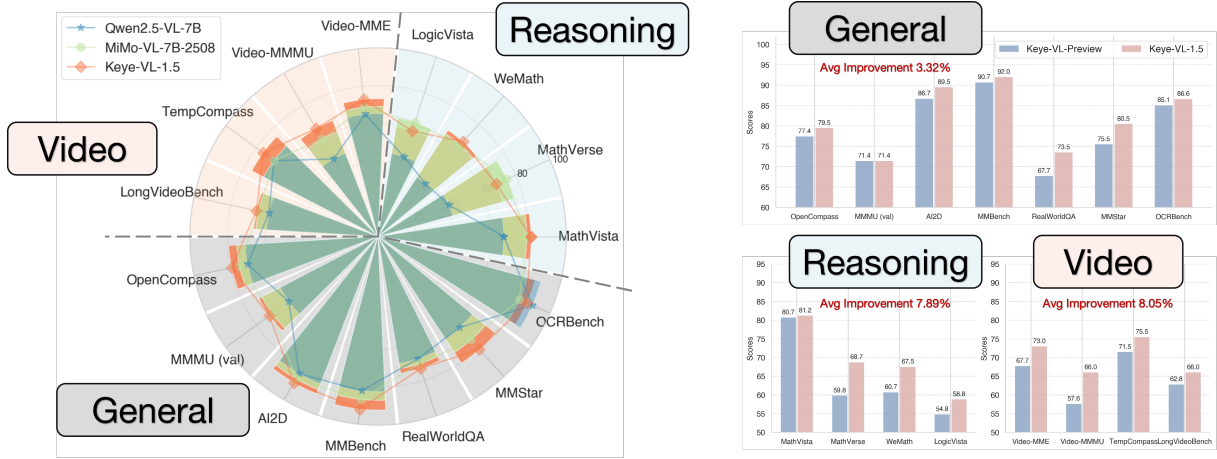 Qwen2.5-VL-7B
MiMo-VL-7B-2508
Keye-VL-1.5
Reasoning
Video
General
Video-MME
LogicVista
Video-MMMU
WeMath
TempCompass
MathVerse
100
80
LongVideoBench
MathVista
OpenCompass
OCRBench
MMMU (val)
MMStar
AI2D
RealWorldQA
MMBench
General
Keye-VL-Preview
Keye-VL-1.5
Avg Improvement 3.32%
Scores
100
95
90
85
80
75
70
65
60
77.4
79.5
71.4
71.4
86.7
89.5
90.7
92.0
67.7
73.5
75.5
80.5
85.1
86.6
OpenCompass
MMMU (val)
AI2D
MMBench
RealWorldQA
MMStar
OCRBench
Reasoning
Avg Improvement 7.89%
Scores
95
90
85
80
75
70
65
60
55
50
80.7
81.2
59.8
68.7
60.7
67.5
54.8
58.8
MathVista
MathVerse
WeMath
LogicVista
Video
Avg Improvement 8.05%
Scores
95
90
85
80
75
70
65
60
55
50
67.7
73.0
57.6
66.0
71.5
75.5
62.8
66.0
Video-MME
Video-MMMU
TempCompass
LongVideoBench